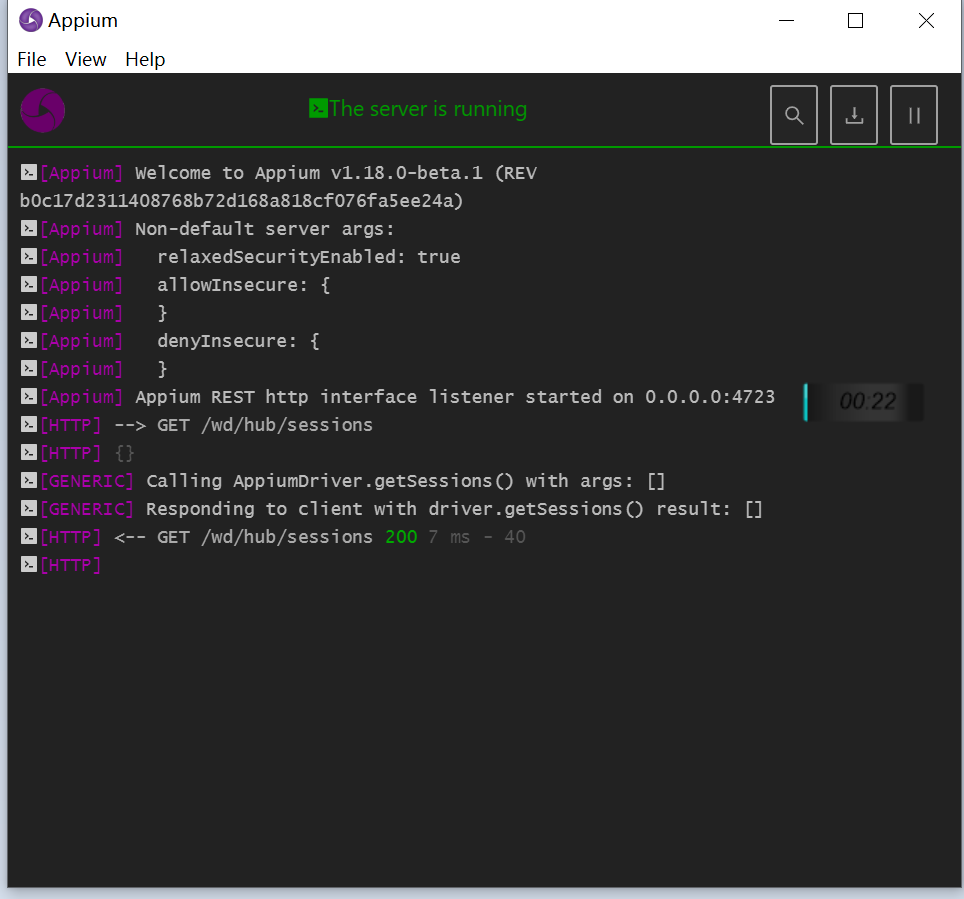 Appium
File View Help
The server is running
[Appium] Welcome to Appium v1.18.0-beta.1 (REV
b0c17d2311408768b72d168a818cf076fa5ee24a)
[Appium] Non-default server args:
[Appium] relaxedSecurityEnabled: true
[Appium] allowInsecure: {
[Appium] }
[Appium] denyInsecure: {
[Appium] }
[Appium] Appium REST http interface listener started on 0.0.0.0:4723
00:22
[HTTP] --> GET /wd/hub/sessions
[HTTP] {}
[GENERIC] Calling AppiumDriver.getSessions() with args: []
[GENERIC] Responding to client with driver.getSessions() result: []
[HTTP] <-- GET /wd/hub/sessions 200 7 ms - 40
[HTTP]